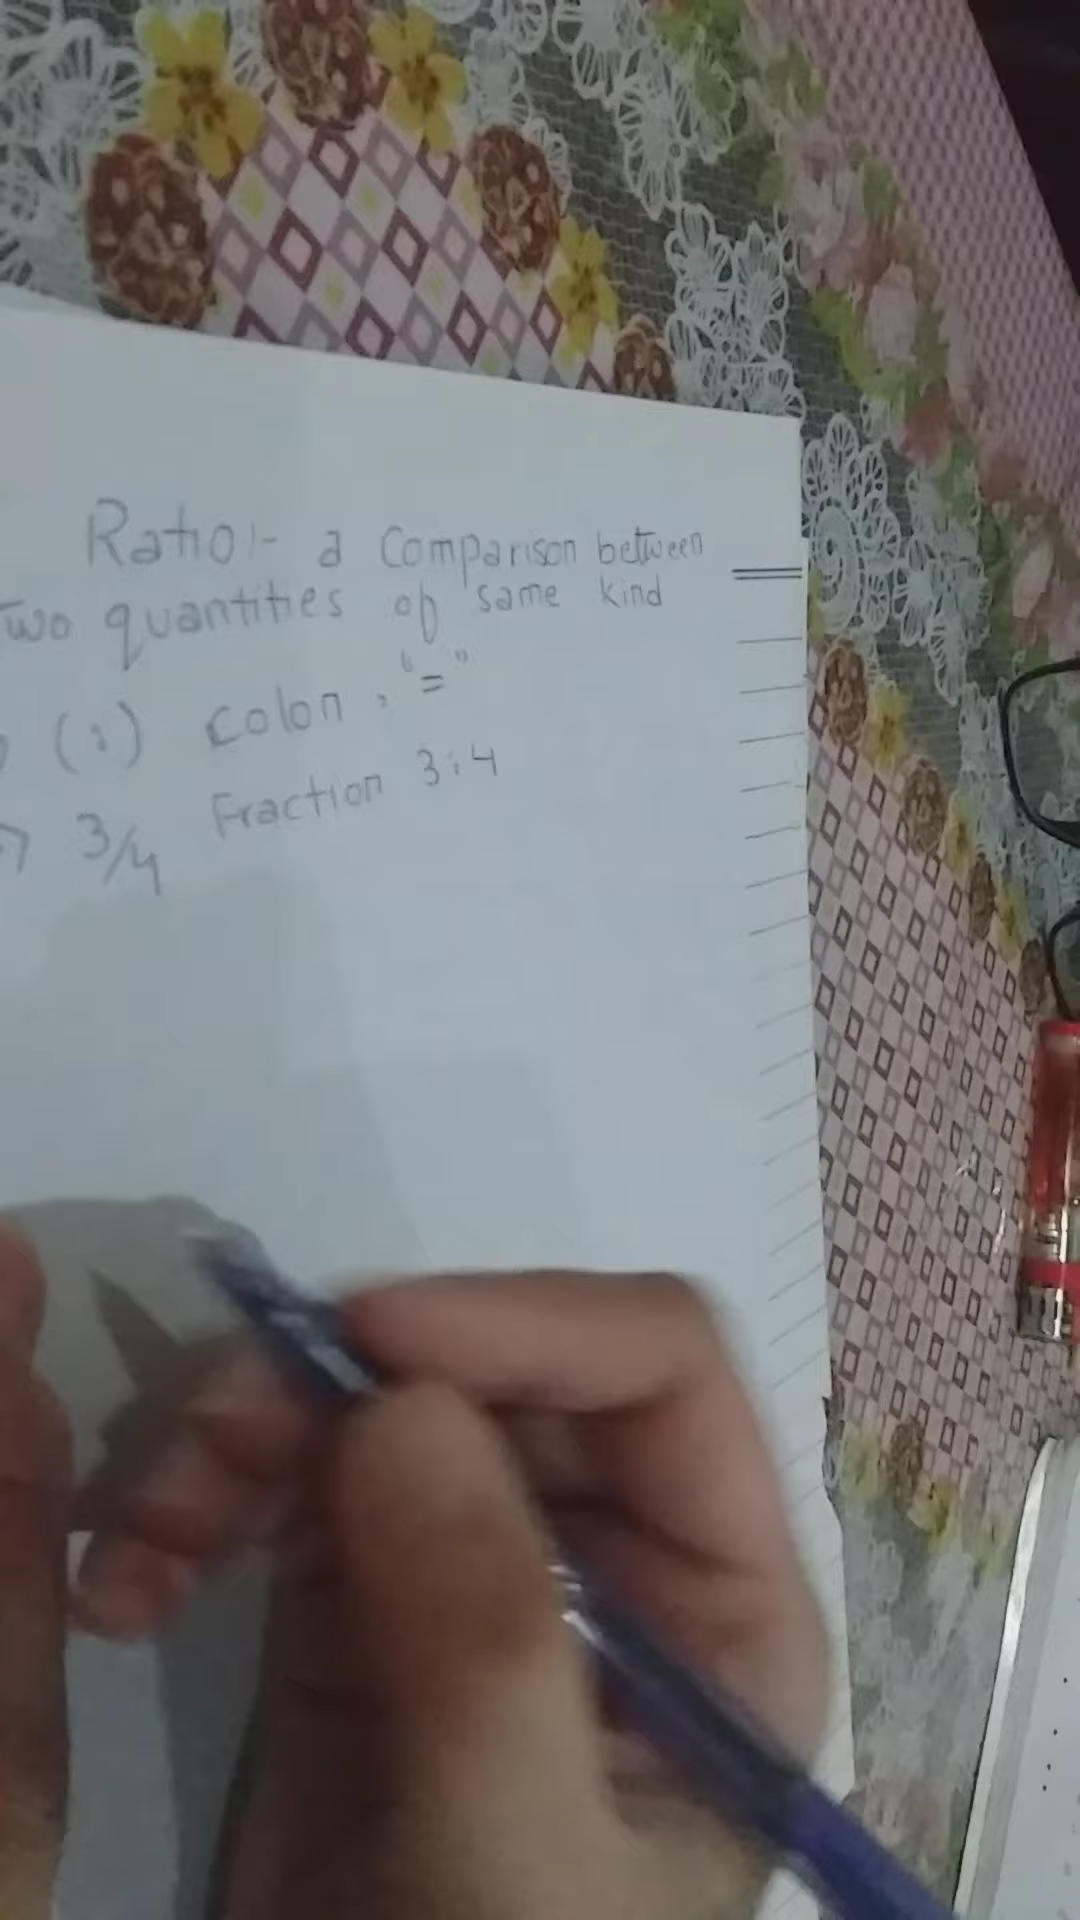 Ratio:- a Comparison between
Two quantities of same kind
(:) colon, "="
3/4 Fraction 3:4